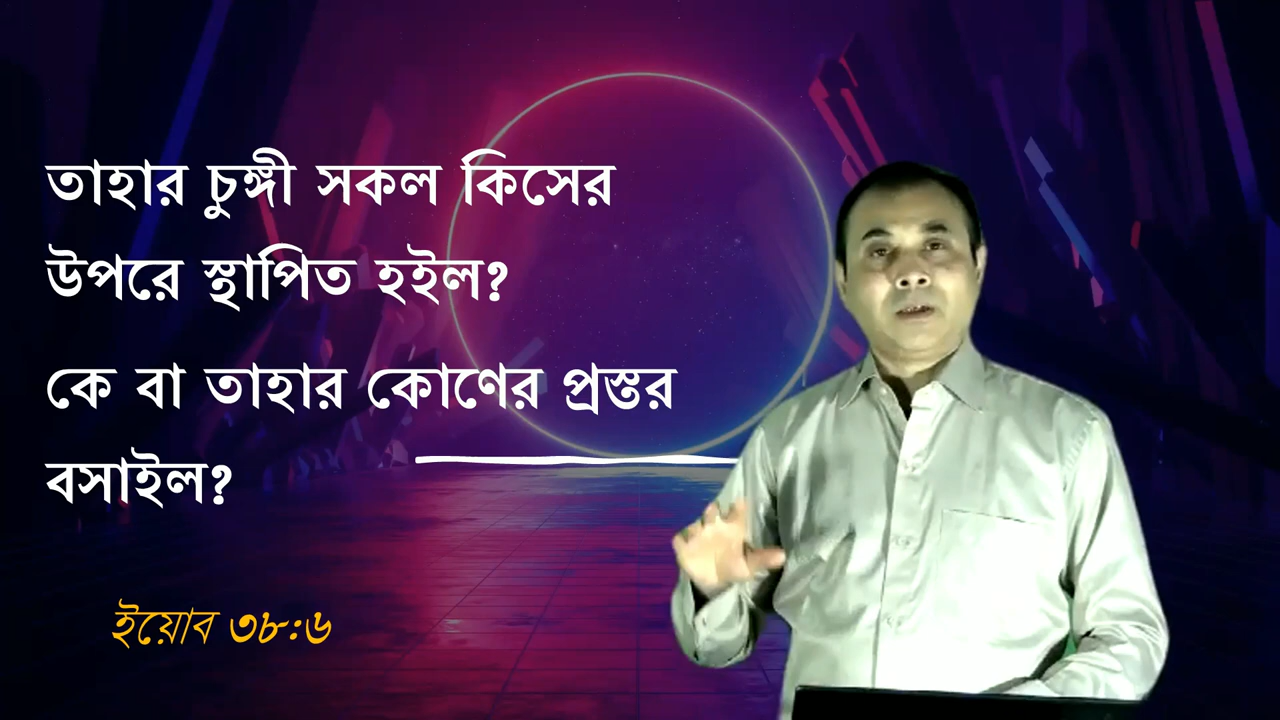 তাহার চুঙ্গী সকল কিসের
উপরে স্থাপিত হইল?
কে বা তাহার কোণের প্রস্তর
বসাইল?
ইয়োব ৩৮:৬